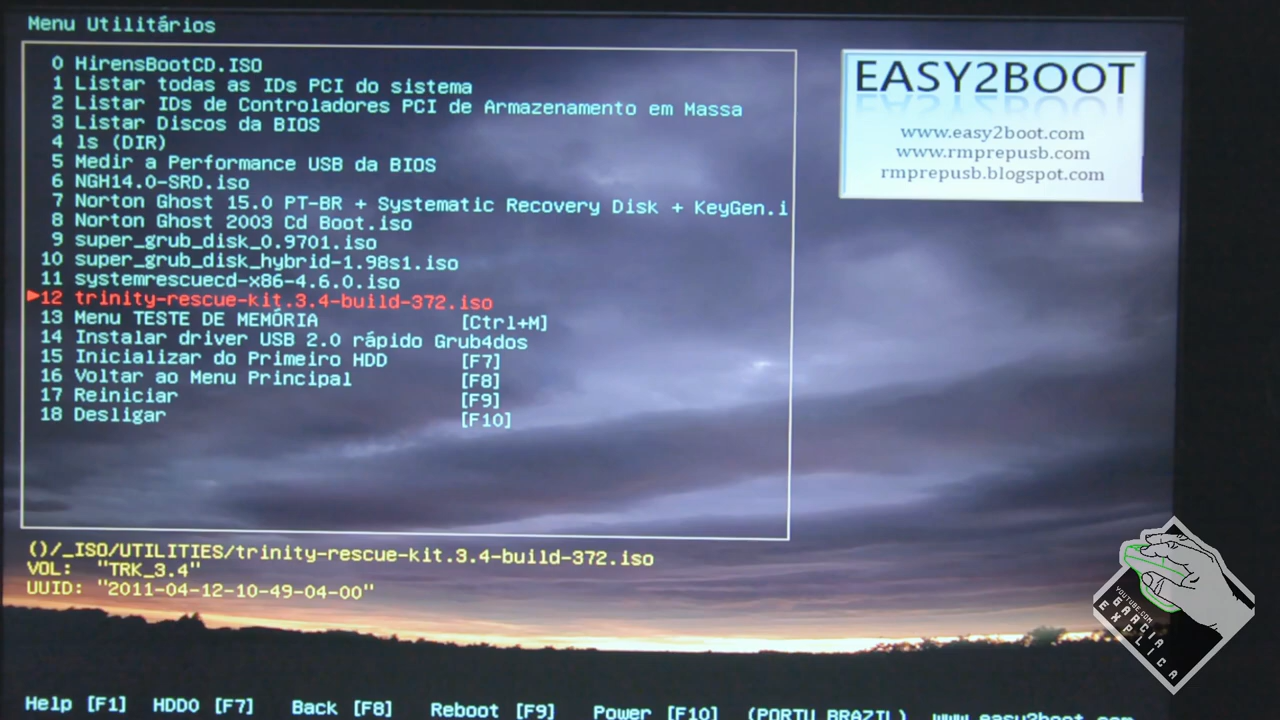 Menu Utilitários
0 HirensBootCD.ISO
1 Listar todas as IDs PCI do sistema
2 Listar IDs de Controladores PCI de Armazenamento em Massa
3 Listar Discos da BIOS
4 ls (DIR)
5 Medir a Performance USB da BIOS
6 NGH14.0-SRD.iso
7 Norton Ghost 15.0 PT-BR + Systematic Recovery Disk + KeyGen.i
8 Norton Ghost 2003 Cd Boot.iso
9 super_grub_disk_0.9701.iso
10 super_grub_disk_hybrid-1.98s1.iso
11 systemrescuecd-x86-4.6.0.iso
12 trinity-rescue-kit.3.4-build-372.iso
13 Menu TESTE DE MEMÓRIA [Ctrl+M]
14 Instalar driver USB 2.0 rápido Grub4dos
15 Inicializar do Primeiro HDD [F7]
16 Voltar ao Menu Principal [F8]
17 Reiniciar [F9]
18 Desligar [F10]
EASY2BOOT
www.easy2boot.com
www.rmprepusb.com
rmprepusb.blogspot.com
()/_ISO/UTILITIES/trinity-rescue-kit.3.4-build-372.iso
VOL: "TRK_3.4"
UUID: "2011-04-12-10-49-04-00"
YOUTUBE.COM
EGARCIA
EXPLICA
Help [F1] HDD0 [F7] Back [F8] Reboot [F9] Power [F10] (PORTU_BRAZIL) www.easy2boot.com